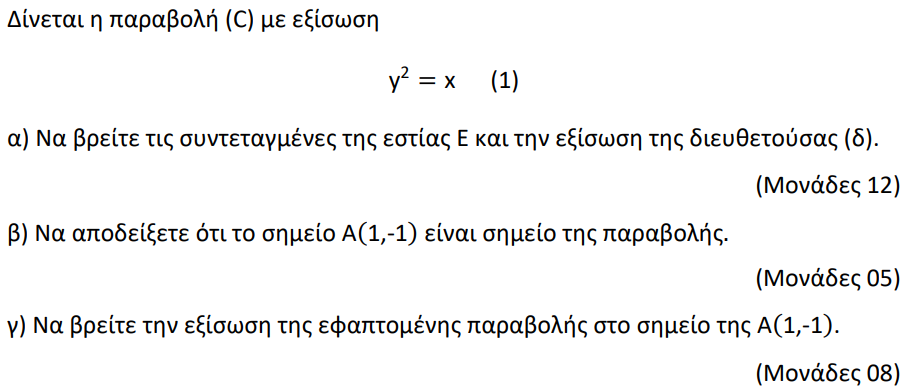 Δίνεται η παραβολή (C) με εξίσωση
y² = x (1)
α) Να βρείτε τις συντεταγμένες της εστίας Ε και την εξίσωση της διευθετούσας (δ).
(Μονάδες 12)
β) Να αποδείξετε ότι το σημείο Α(1,-1) είναι σημείο της παραβολής.
(Μονάδες 05)
γ) Να βρείτε την εξίσωση της εφαπτομένης παραβολής στο σημείο της Α(1,-1).
(Μονάδες 08)